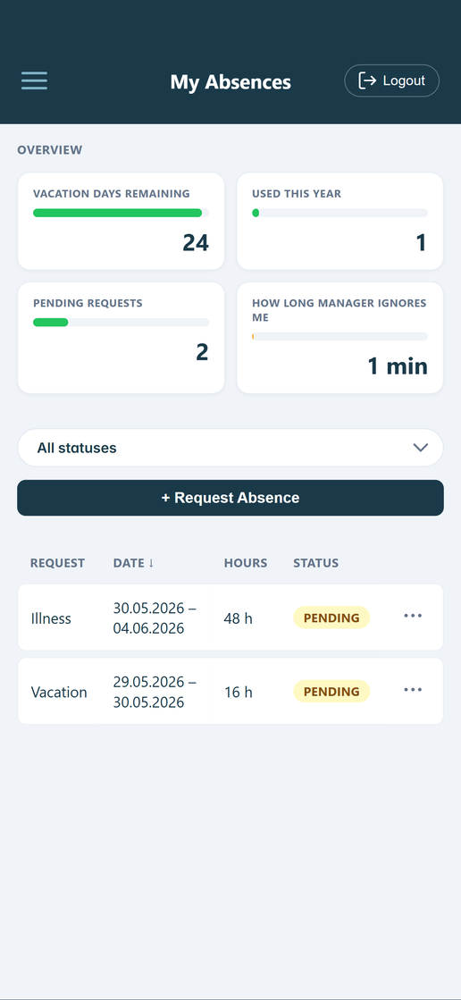 My Absences
Logout
OVERVIEW
VACATION DAYS REMAINING
24
USED THIS YEAR
1
PENDING REQUESTS
2
HOW LONG MANAGER IGNORES
ME
1 min
All statuses
+ Request Absence
REQUEST DATE ↓ HOURS STATUS
Illness 30.05.2026 –
04.06.2026 48 h PENDING
Vacation 29.05.2026 –
30.05.2026 16 h PENDING